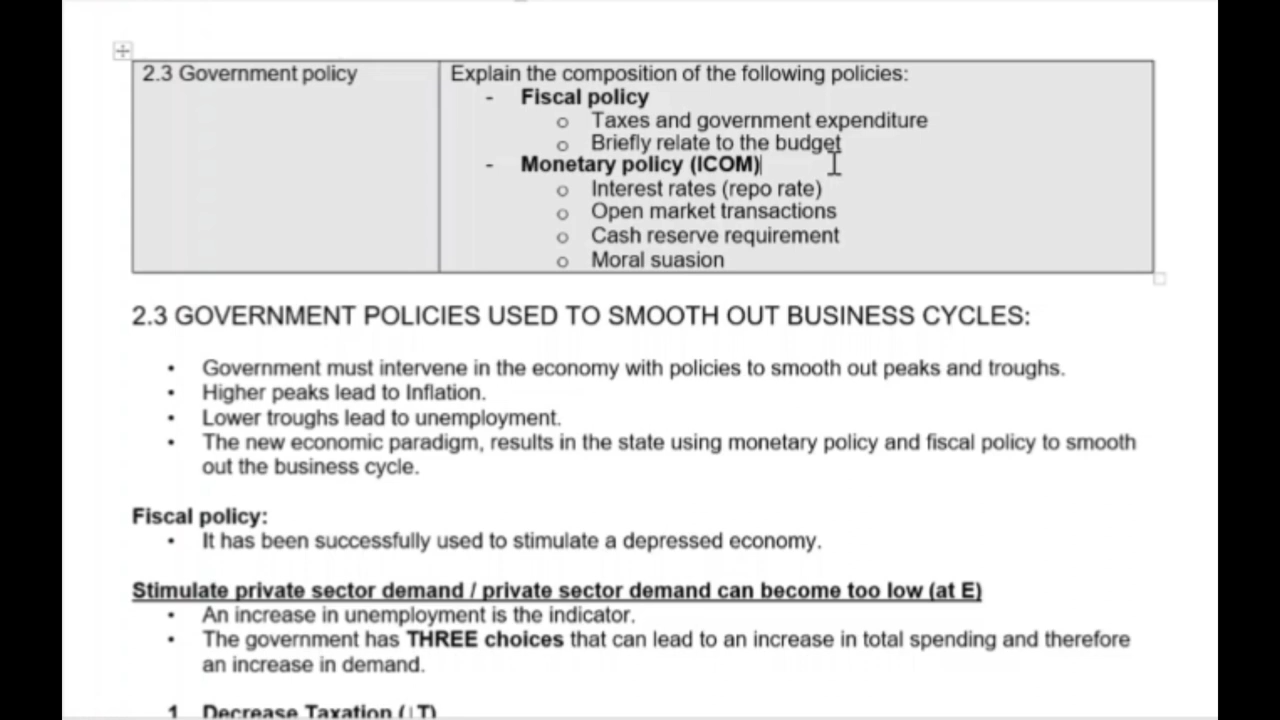 2.3 Government policy
Explain the composition of the following policies:
- Fiscal policy
o Taxes and government expenditure
o Briefly relate to the budget
- Monetary policy (ICOM)
o Interest rates (repo rate)
o Open market transactions
o Cash reserve requirement
o Moral suasion
2.3 GOVERNMENT POLICIES USED TO SMOOTH OUT BUSINESS CYCLES:
• Government must intervene in the economy with policies to smooth out peaks and troughs.
• Higher peaks lead to Inflation.
• Lower troughs lead to unemployment.
• The new economic paradigm, results in the state using monetary policy and fiscal policy to smooth
out the business cycle.
Fiscal policy:
• It has been successfully used to stimulate a depressed economy.
Stimulate private sector demand / private sector demand can become too low (at E)
• An increase in unemployment is the indicator.
• The government has THREE choices that can lead to an increase in total spending and therefore
an increase in demand.
1 Decrease Taxation (↓T)